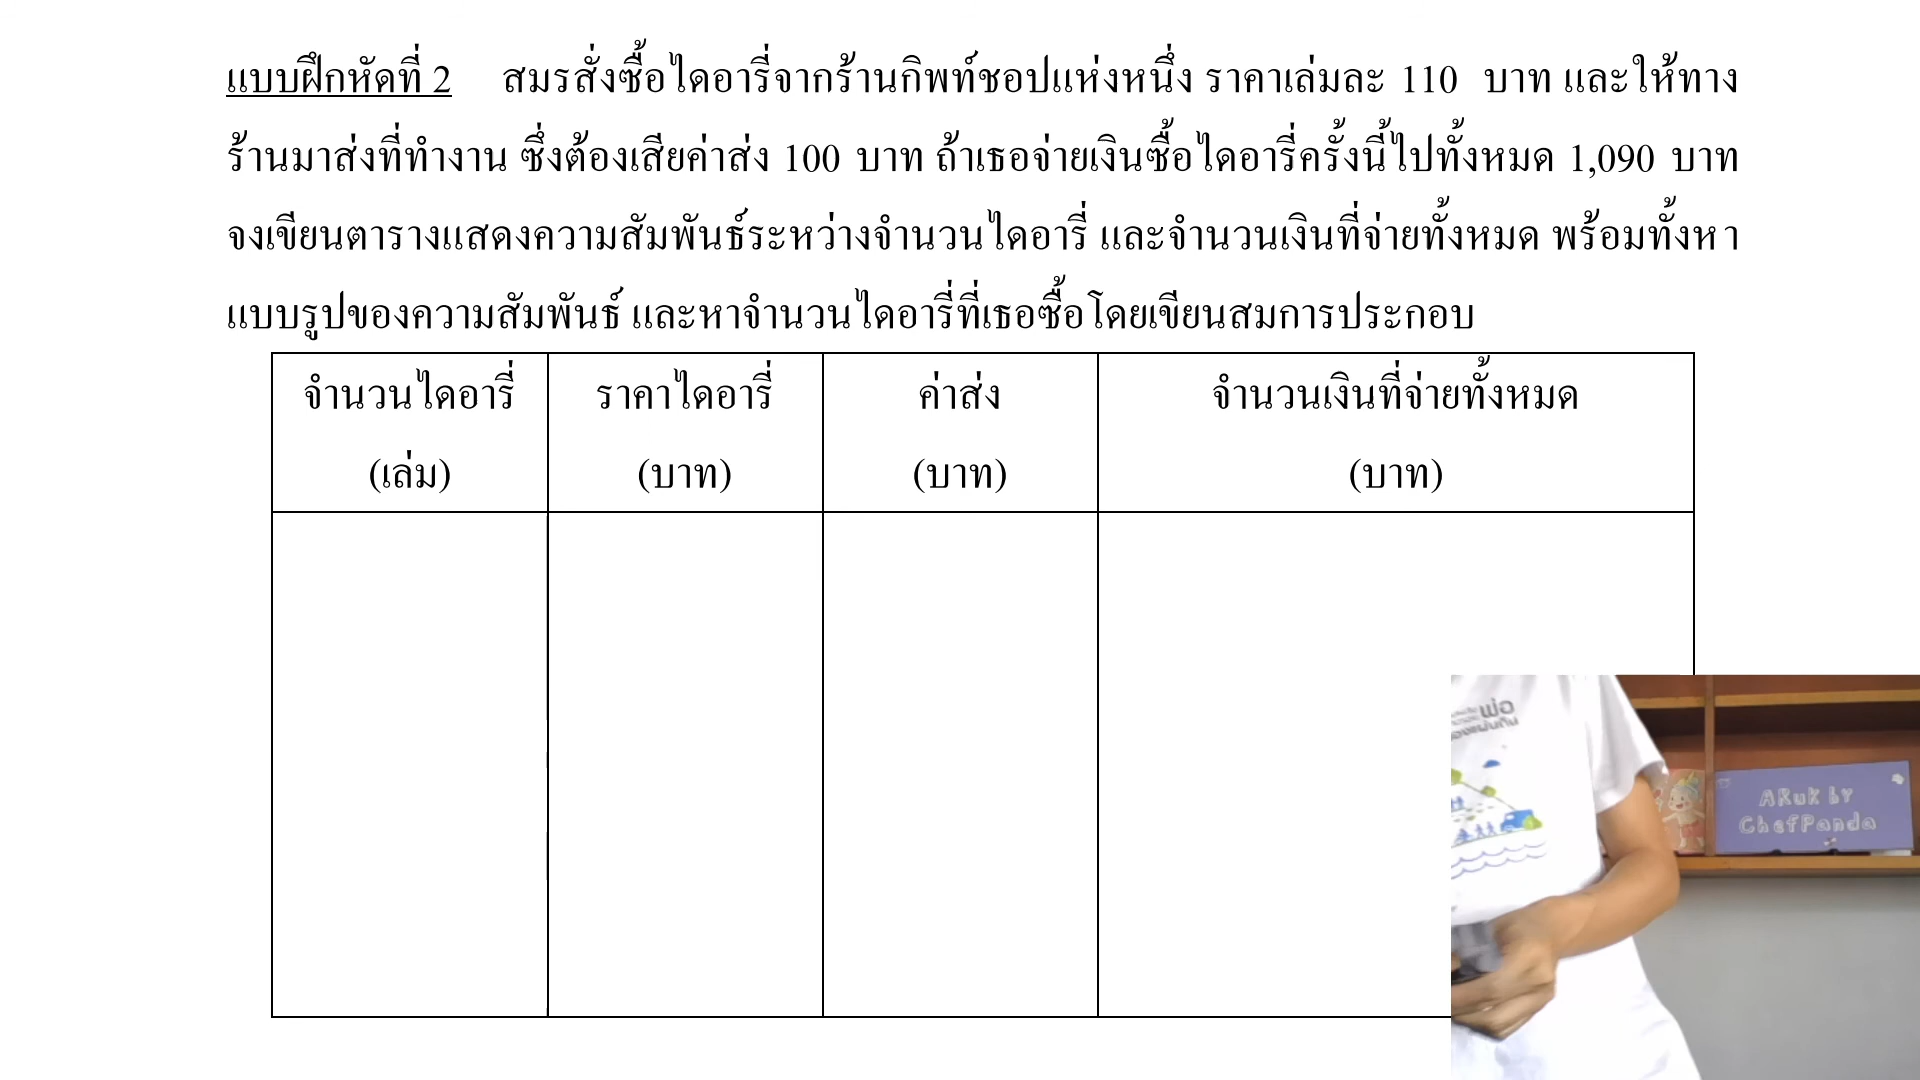 แบบฝึกหัดที่ 2 สมรสั่งซื้อไดอารี่จากร้านกิพท์ชอปแห่งหนึ่ง ราคาเล่มละ 110 บาท และให้ทาง
ร้านมาส่งที่ทำงาน ซึ่งต้องเสียค่าส่ง 100 บาท ถ้าเธอจ่ายเงินซื้อไดอารี่ครั้งนี้ไปทั้งหมด 1,090 บาท
จงเขียนตารางแสดงความสัมพันธ์ระหว่างจำนวนไดอารี่ และจำนวนเงินที่จ่ายทั้งหมด พร้อมทั้งหา
แบบรูปของความสัมพันธ์ และหาจำนวนไดอารี่ที่เธอซื้อโดยเขียนสมการประกอบ
จำนวนไดอารี่ ราคาไดอารี่ ค่าส่ง จำนวนเงินที่จ่ายทั้งหมด
(เล่ม) (บาท) (บาท) (บาท)
พ่อ
ARuk by
ChefPanda